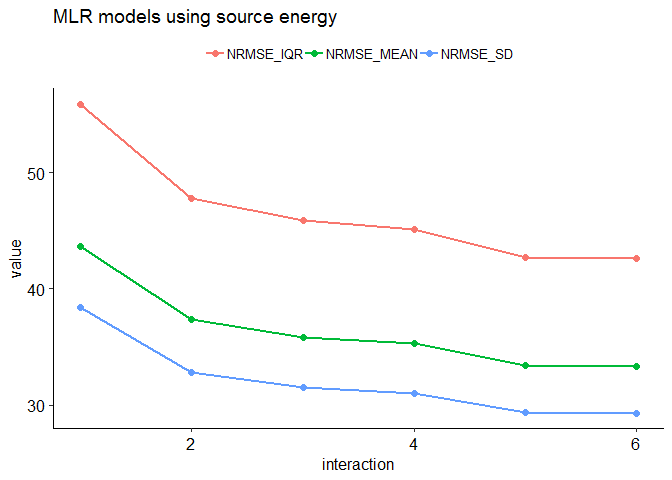 MLR models using source energy
NRMSE_IQR NRMSE_MEAN NRMSE_SD
50
40
30
value
2 4 6
interaction